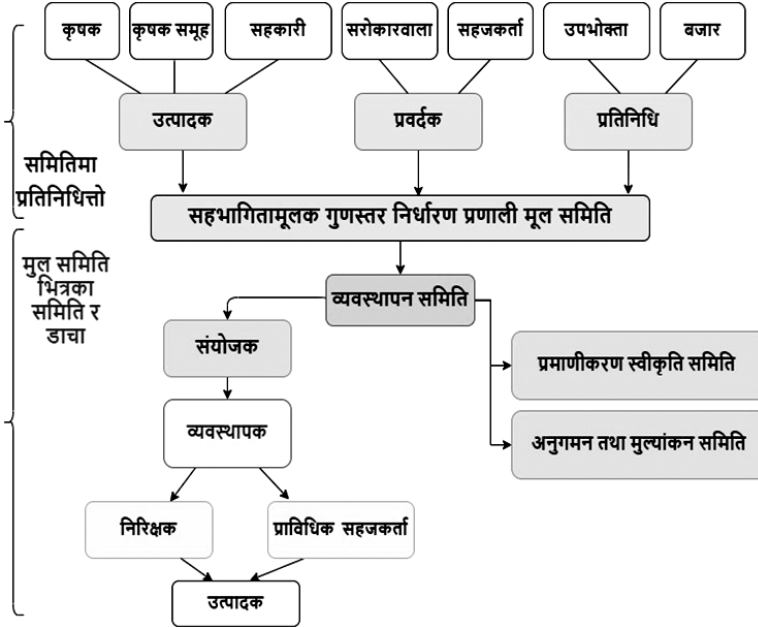 कृषक
कृषक समूह
सहकारी
सरोकारवाला
सहजकर्ता
उपभोक्ता
बजार
उत्पादक
प्रवर्दक
प्रतिनिधि
समितिमा
प्रतिनिधित्तो
सहभागितामूलक गुणस्तर निर्धारण प्रणाली मूल समिति
मुल समिति
भित्रका
समिति र
डाचा
व्यवस्थापन समिति
संयोजक
प्रमाणीकरण स्वीकृति समिति
व्यवस्थापक
अनुगमन तथा मुल्यांकन समिति
निरिक्षक
प्राविधिक सहजकर्ता
उत्पादक